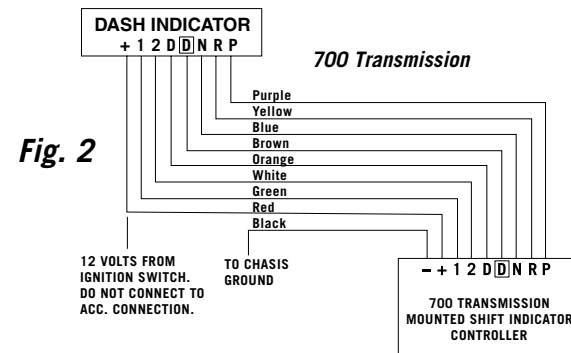 DASH INDICATOR
+ 1 2 D D N R P
700 Transmission
Fig. 2
Purple
Yellow
Blue
Brown
Orange
White
Green
Red
Black
12 VOLTS FROM
IGNITION SWITCH.
DO NOT CONNECT TO
ACC. CONNECTION.
TO CHASIS
GROUND
- + 1 2 D D N R P
700 TRANSMISSION
MOUNTED SHIFT INDICATOR
CONTROLLER